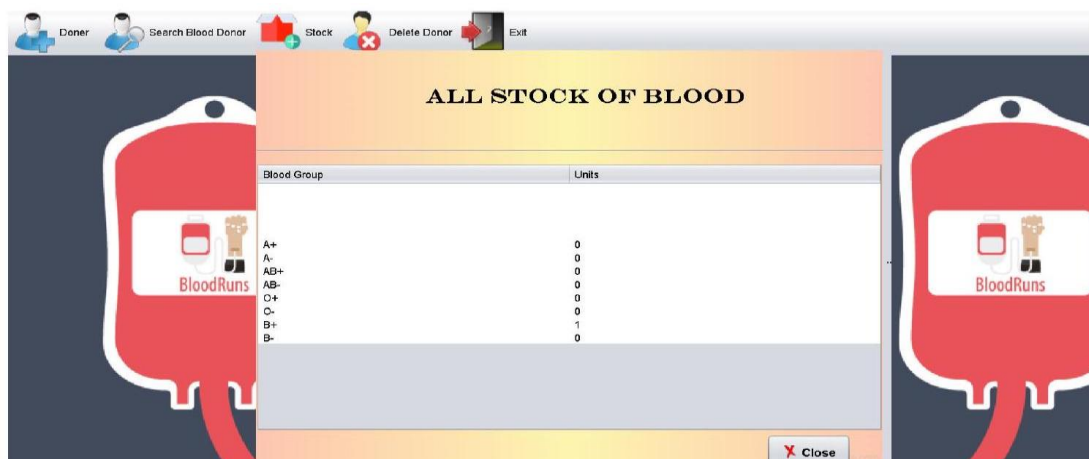 Doner Search Blood Donor Stock Delete Donor Exit
ALL STOCK OF BLOOD
Blood Group Units
A+ 0
A- 0
AB+ 0
AB- 0
O+ 0
O- 0
B+ 1
B- 0
BloodRuns
BloodRuns
Close